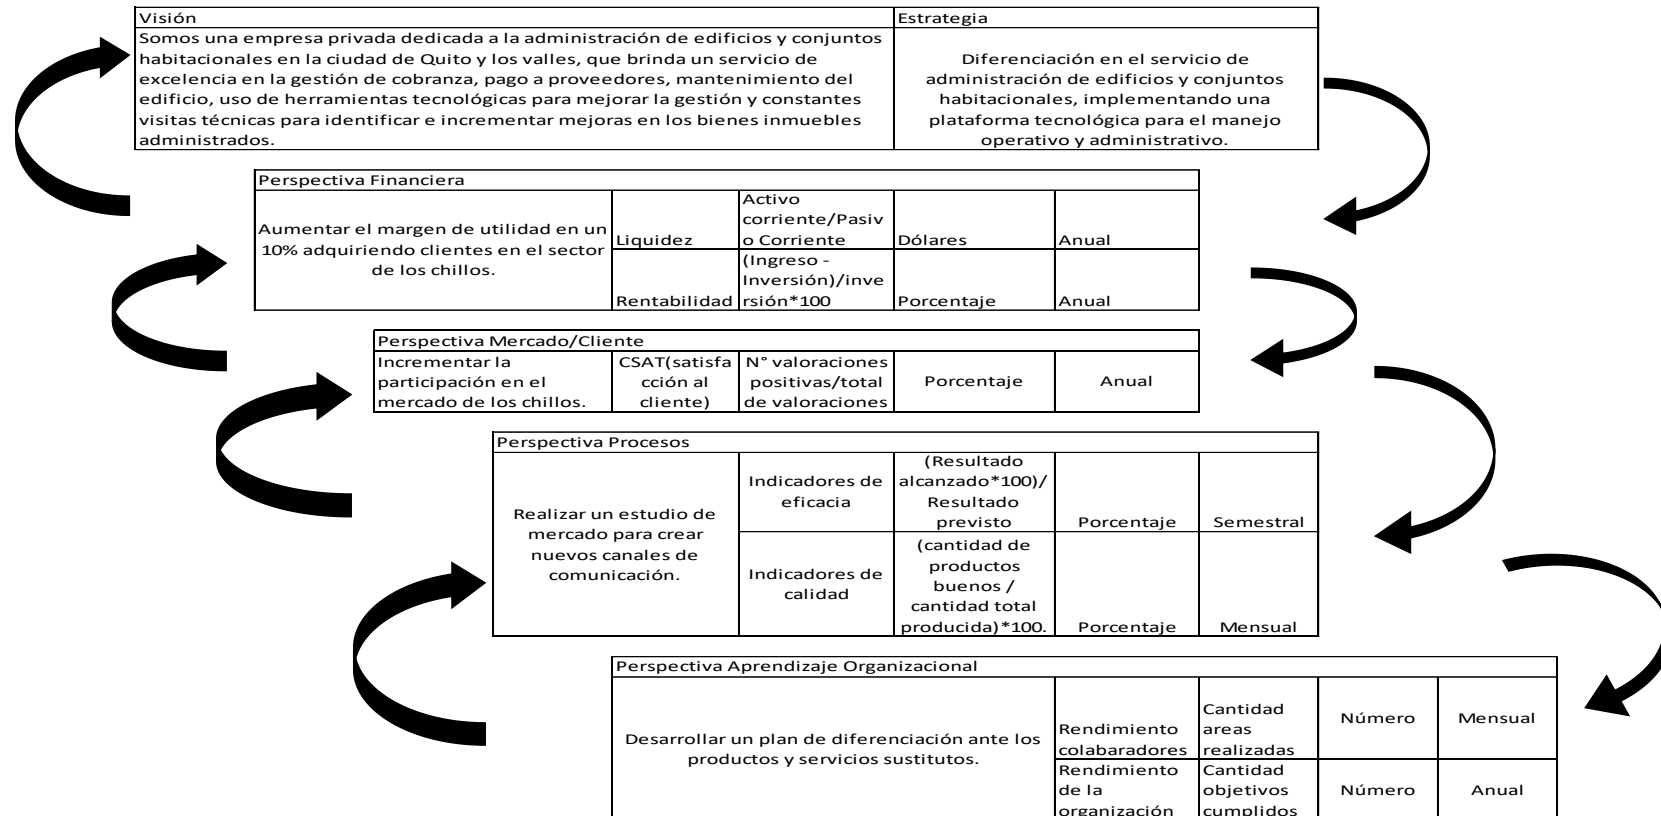 Visión
Estrategia
Somos una empresa privada dedicada a la administración de edificios y conjuntos
habitacionales en la ciudad de Quito y los valles, que brinda un servicio de
excelencia en la gestión de cobranza, pago a proveedores, mantenimiento del
edificio, uso de herramientas tecnológicas para mejorar la gestión y constantes
visitas técnicas para identificar e incrementar mejoras en los bienes inmuebles
administrados.
Diferenciación en el servicio de
administración de edificios y conjuntos
habitacionales, implementando una
plataforma tecnológica para el manejo
operativo y administrativo.
Perspectiva Financiera
Aumentar el margen de utilidad en un
10% adquiriendo clientes en el sector
de los chillos.
Liquidez
Activo
corriente/Pasiv
o Corriente
Dólares
Anual
Rentabilidad
(Ingreso -
Inversión)/inve
rsión*100
Porcentaje
Anual
Perspectiva Mercado/Cliente
Incrementar la
participación en el
mercado de los chillos.
CSAT(satisfa
cción al
cliente)
N° valoraciones
positivas/total
de valoraciones
Porcentaje
Anual
Perspectiva Procesos
Realizar un estudio de
mercado para crear
nuevos canales de
comunicación.
Indicadores de
eficacia
(Resultado
alcanzado*100)/
Resultado
previsto
Porcentaje
Semestral
Indicadores de
calidad
(cantidad de
productos
buenos /
cantidad total
producida)*100.
Porcentaje
Mensual
Perspectiva Aprendizaje Organizacional
Desarrollar un plan de diferenciación ante los
productos y servicios sustitutos.
Rendimiento
colabaradores
Cantidad
areas
realizadas
Número
Mensual
Rendimiento
de la
organización
Cantidad
objetivos
cumplidos
Número
Anual